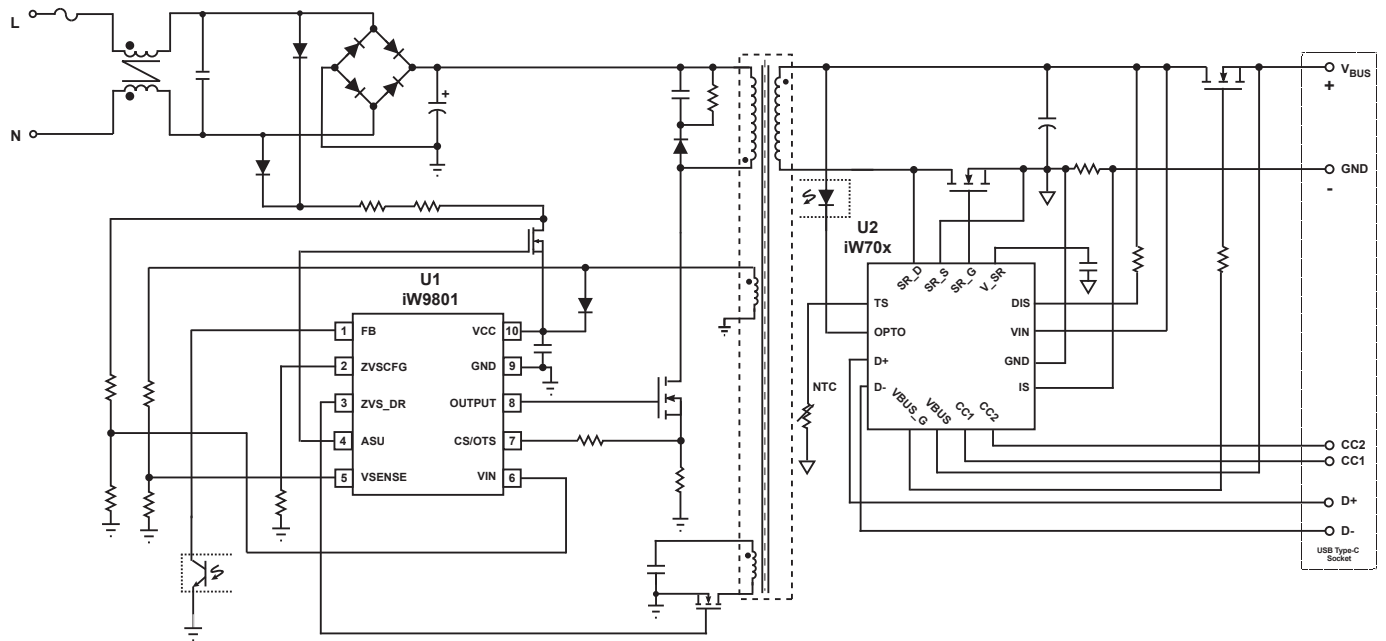 L
N
+
V_BUS
+
GND
-
U2
iW70x
SR_D
SR_S
SR_G
V_SR
TS
OPTO
D+
D-
DIS
VIN
GND
IS
VBUS_G
VBUS
CC1
CC2
NTC
U1
iW9801
1 FB
2 ZVSCFG
3 ZVS_DR
4 ASU
5 VSENSE
VCC 10
GND 9
OUTPUT 8
CS/OTS 7
VIN 6
CC2
CC1
D+
D-
USB Type-C
Socket